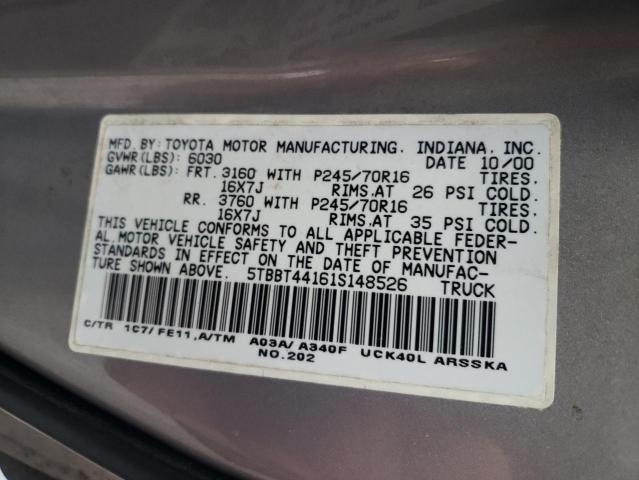 MFD. BY: TOYOTA MOTOR MANUFACTURING, INDIANA, INC.
GVWR(LBS): 6030 DATE 10/00
GAWR(LBS): FRT. 3160 WITH P245/70R16 TIRES,
16X7J RIMS.AT 26 PSI COLD.
RR. 3760 WITH P245/70R16 TIRES,
16X7J RIMS.AT 35 PSI COLD.
THIS VEHICLE CONFORMS TO ALL APPLICABLE FEDER-
AL MOTOR VEHICLE SAFETY AND THEFT PREVENTION
STANDARDS IN EFFECT ON THE DATE OF MANUFAC-
TURE SHOWN ABOVE. 5TBBT44161S148526 TRUCK
C/TR 1C7/ FE11,A/TM A03A/ A340F UCK40L ARSSKA
NO.202